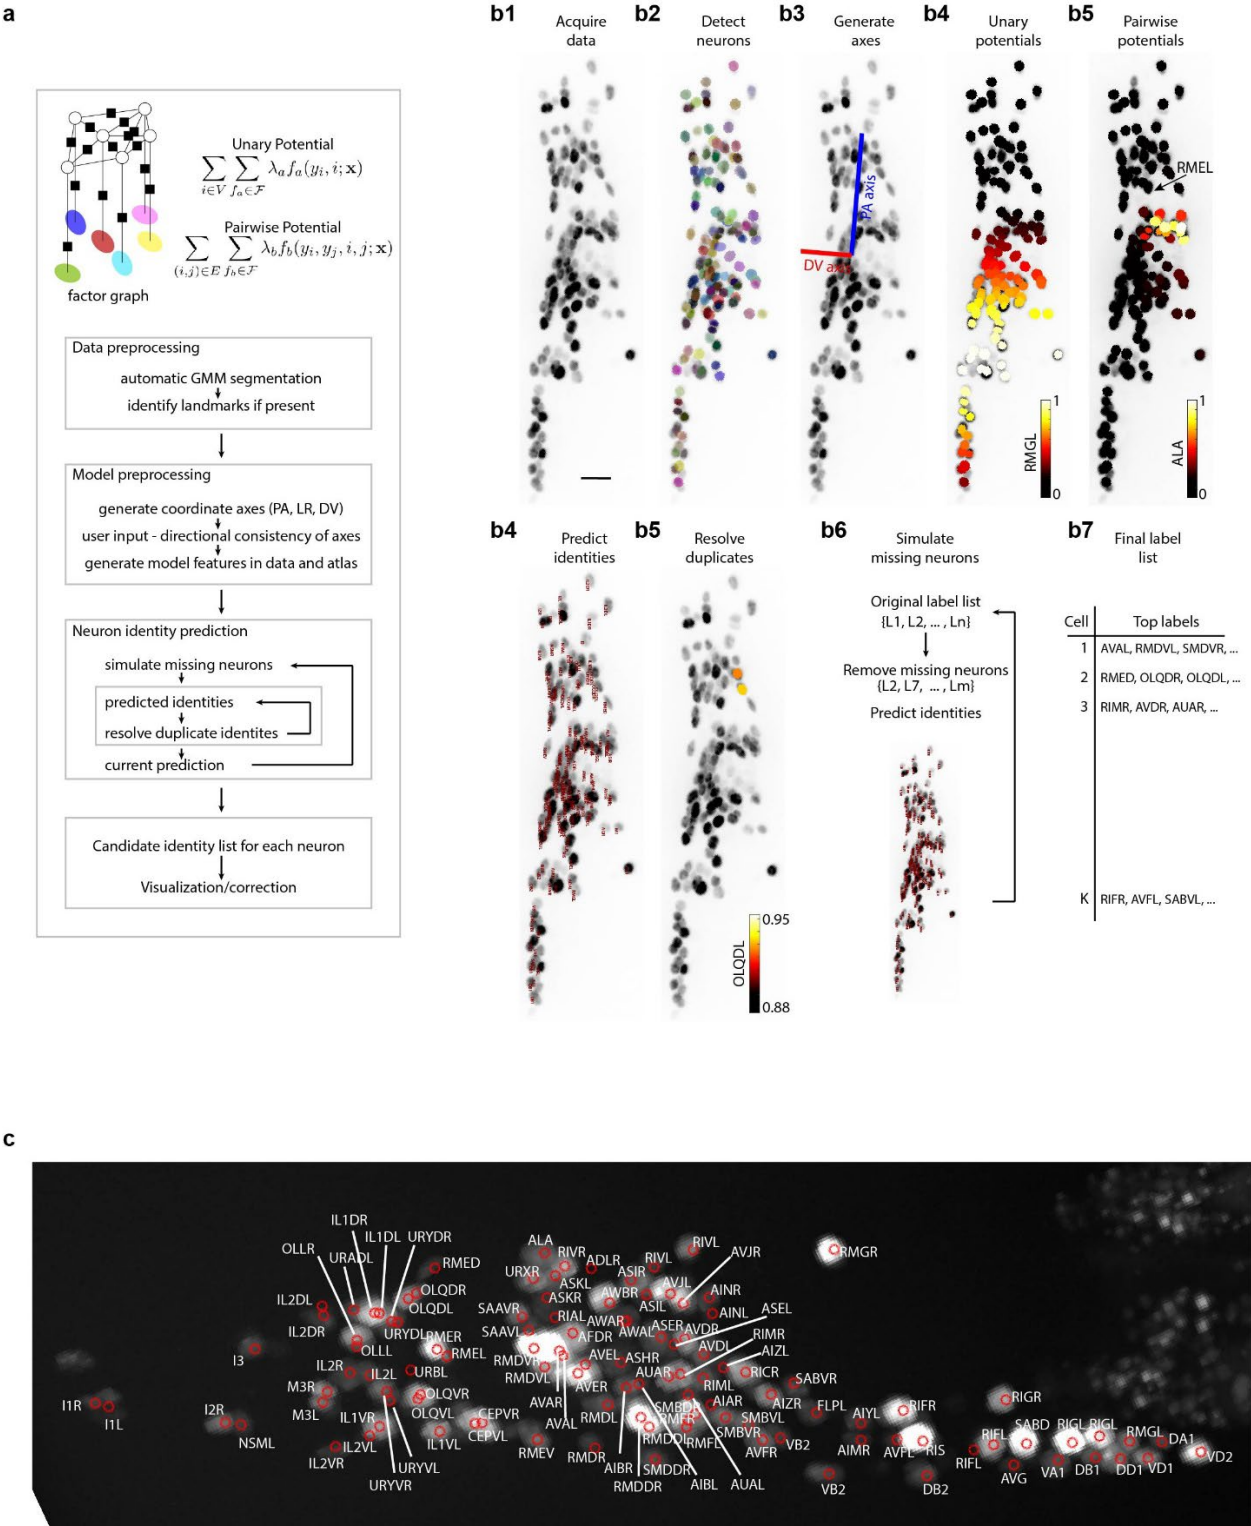 a
Unary Potential
∑ i∈V ∑ fₐ∈ℱ λₐfₐ(yᵢ, i; x)
Pairwise Potential
∑ (i,j)∈E ∑ f_b∈ℱ λ_b f_b(yᵢ, yⱼ, i, j; x)
factor graph
Data preprocessing
automatic GMM segmentation
identify landmarks if present
Model preprocessing
generate coordinate axes (PA, LR, DV)
user input - directional consistency of axes
generate model features in data and atlas
Neuron identity prediction
simulate missing neurons
predicted identities
resolve duplicate identites
current prediction
Candidate identity list for each neuron
Visualization/correction
b1
Acquire
data
b2
Detect
neurons
b3
Generate
axes
PA axis
DV axis
b4
Unary
potentials
RMGL
1
0
b5
Pairwise
potentials
RMEL
ALA
1
0
b4
Predict
identities
b5
Resolve
duplicates
OLQDL
0.95
0.88
b6
Simulate
missing neurons
Original label list
{L1, L2, ... , Ln}
Remove missing neurons
{L2, L7, ... , Lm}
Predict identities
b7
Final label
list
Cell Top labels
1 AVAL, RMDVL, SMDVR, ...
2 RMED, OLQDR, OLQDL, ...
3 RIMR, AVDR, AUAR, ...
K RIFR, AVFL, SABVL, ...
c
IL1DR
IL1DL
URYDR
OLLR
URADL
RMED
OLQDR
OLQDL
IL2DL
IL2DR
URYDL
RMER
RMEL
OLLL
I3
IL2R
IL2L
URBL
M3R
M3L
OLQVR
OLQVL
I1R
I1L
I2R
NSML
IL1VR
IL2VL
IL2VR
URYVL
URYVR
IL1VL
CEPVR
CEPVL
ALA
RIVR
ADLR
RIVL
RIVL
AVJR
URXR
ASKL
ASKR
ASIR
AWBR
AVJL
ASIL
AINR
AINL
ASEL
SAAVR
SAAVL
RIAL
AWAR
AWAL
ASER
AVDR
AFDR
AVDL
RIMR
AIZL
RMDVR
RMDVL
AVEL
ASHR
AVER
AUAR
RICR
RIML
SABVR
AVAR
AVAL
RMDL
SMBDR
RMFR
AIAR
AIZR
FLPL
SMBVL
RMDDL
RMFL
SMBVR
AVFR
VB2
RMEV
RMDR
AIBR
RMDDR
SMDDR
AIBL
AUAL
VB2
RMGR
AIYL
AIMR
RIFR
AVFL
RIS
DB2
RIGR
RIFL
RIFL
SABD
AVG
RIGL
RIGL
VA1
DB1
RMGL
DD1
VD1
DA1
VD2